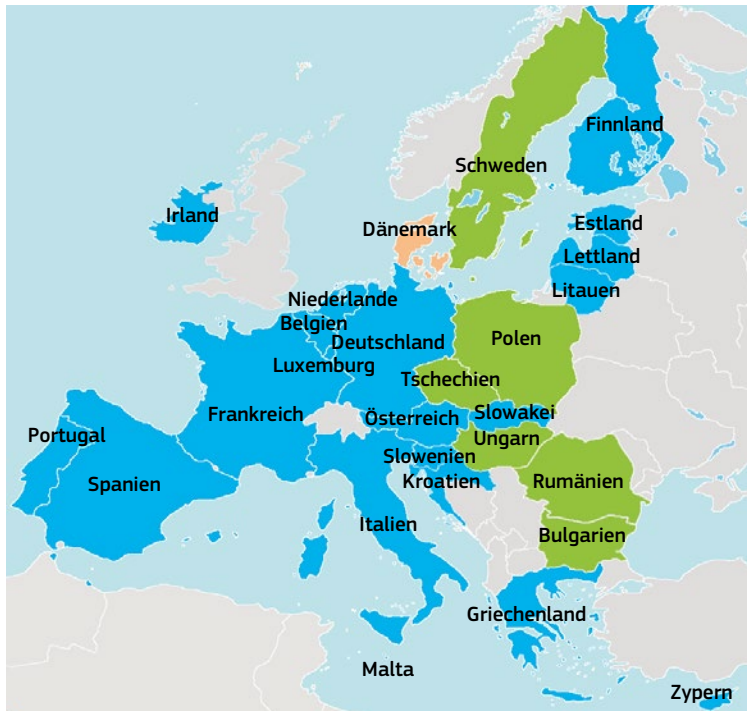 Finnland
Schweden
Irland
Estland
Dänemark
Lettland
Litauen
Niederlande
Belgien
Deutschland
Polen
Luxemburg
Tschechien
Frankreich
Österreich
Slowakei
Portugal
Ungarn
Slowenien
Spanien
Kroatien
Rumänien
Italien
Bulgarien
Griechenland
Malta
Zypern